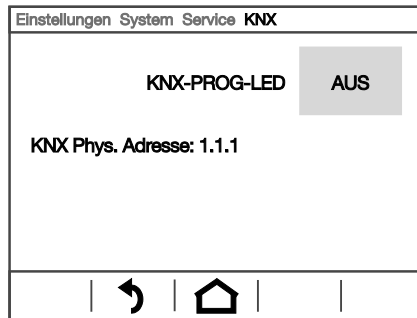 Einstellungen System Service KNX
KNX-PROG-LED AUS
KNX Phys. Adresse: 1.1.1